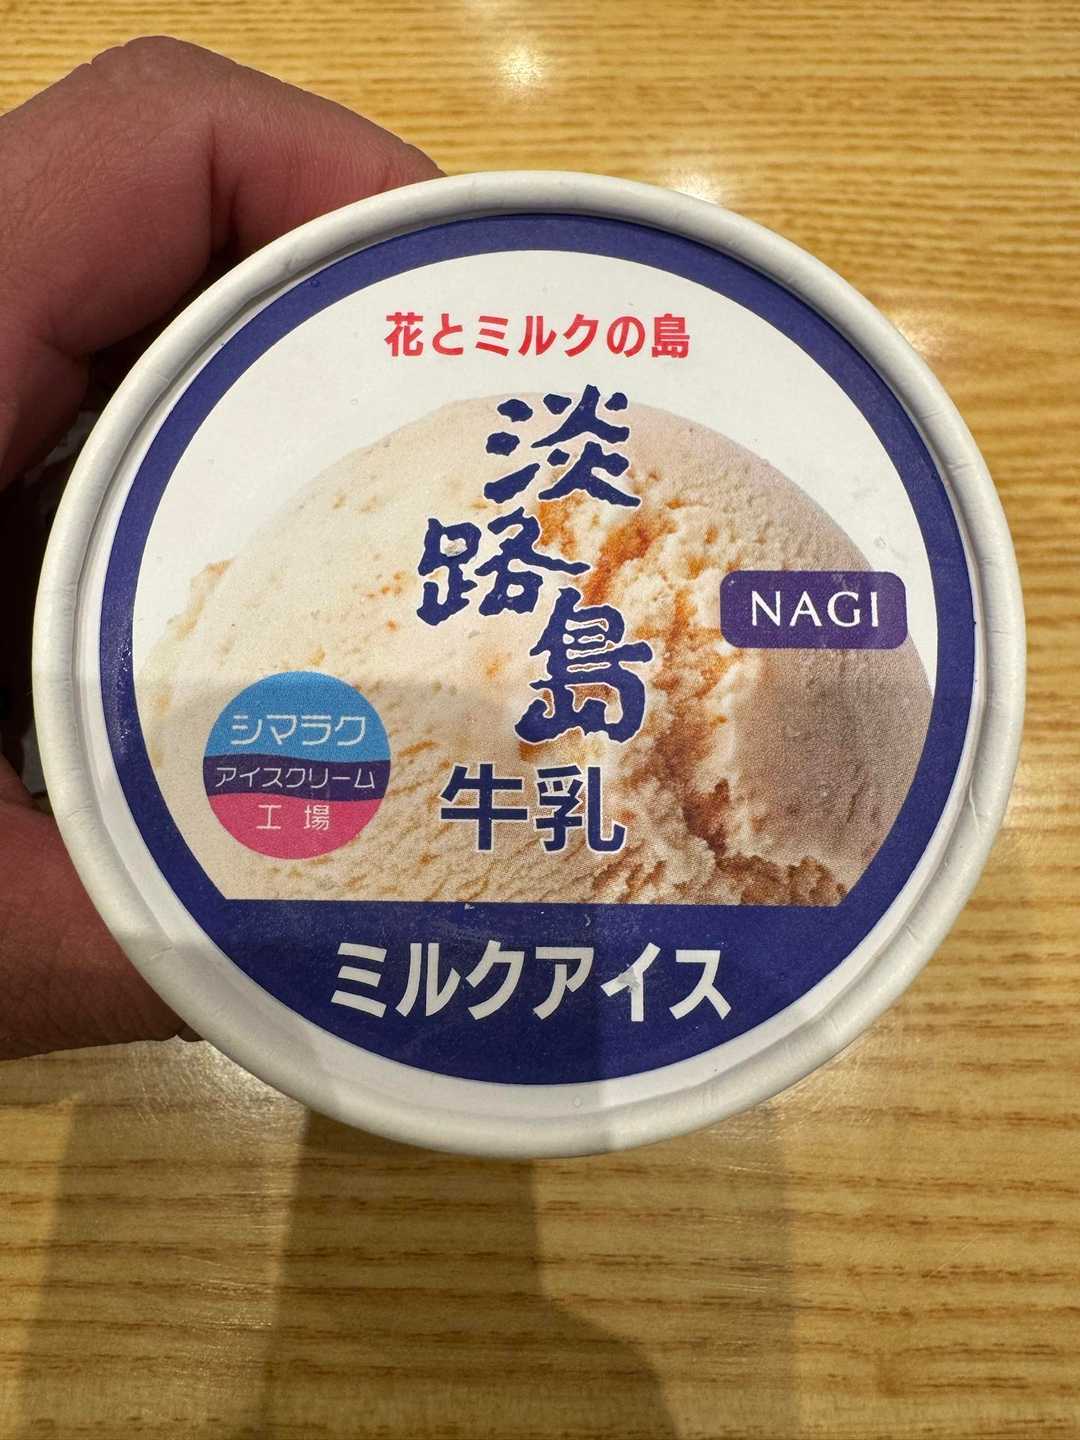 花とミルクの島
淡路島
牛乳
NAGI
シマラク
アイスクリーム
工場
ミルクアイス